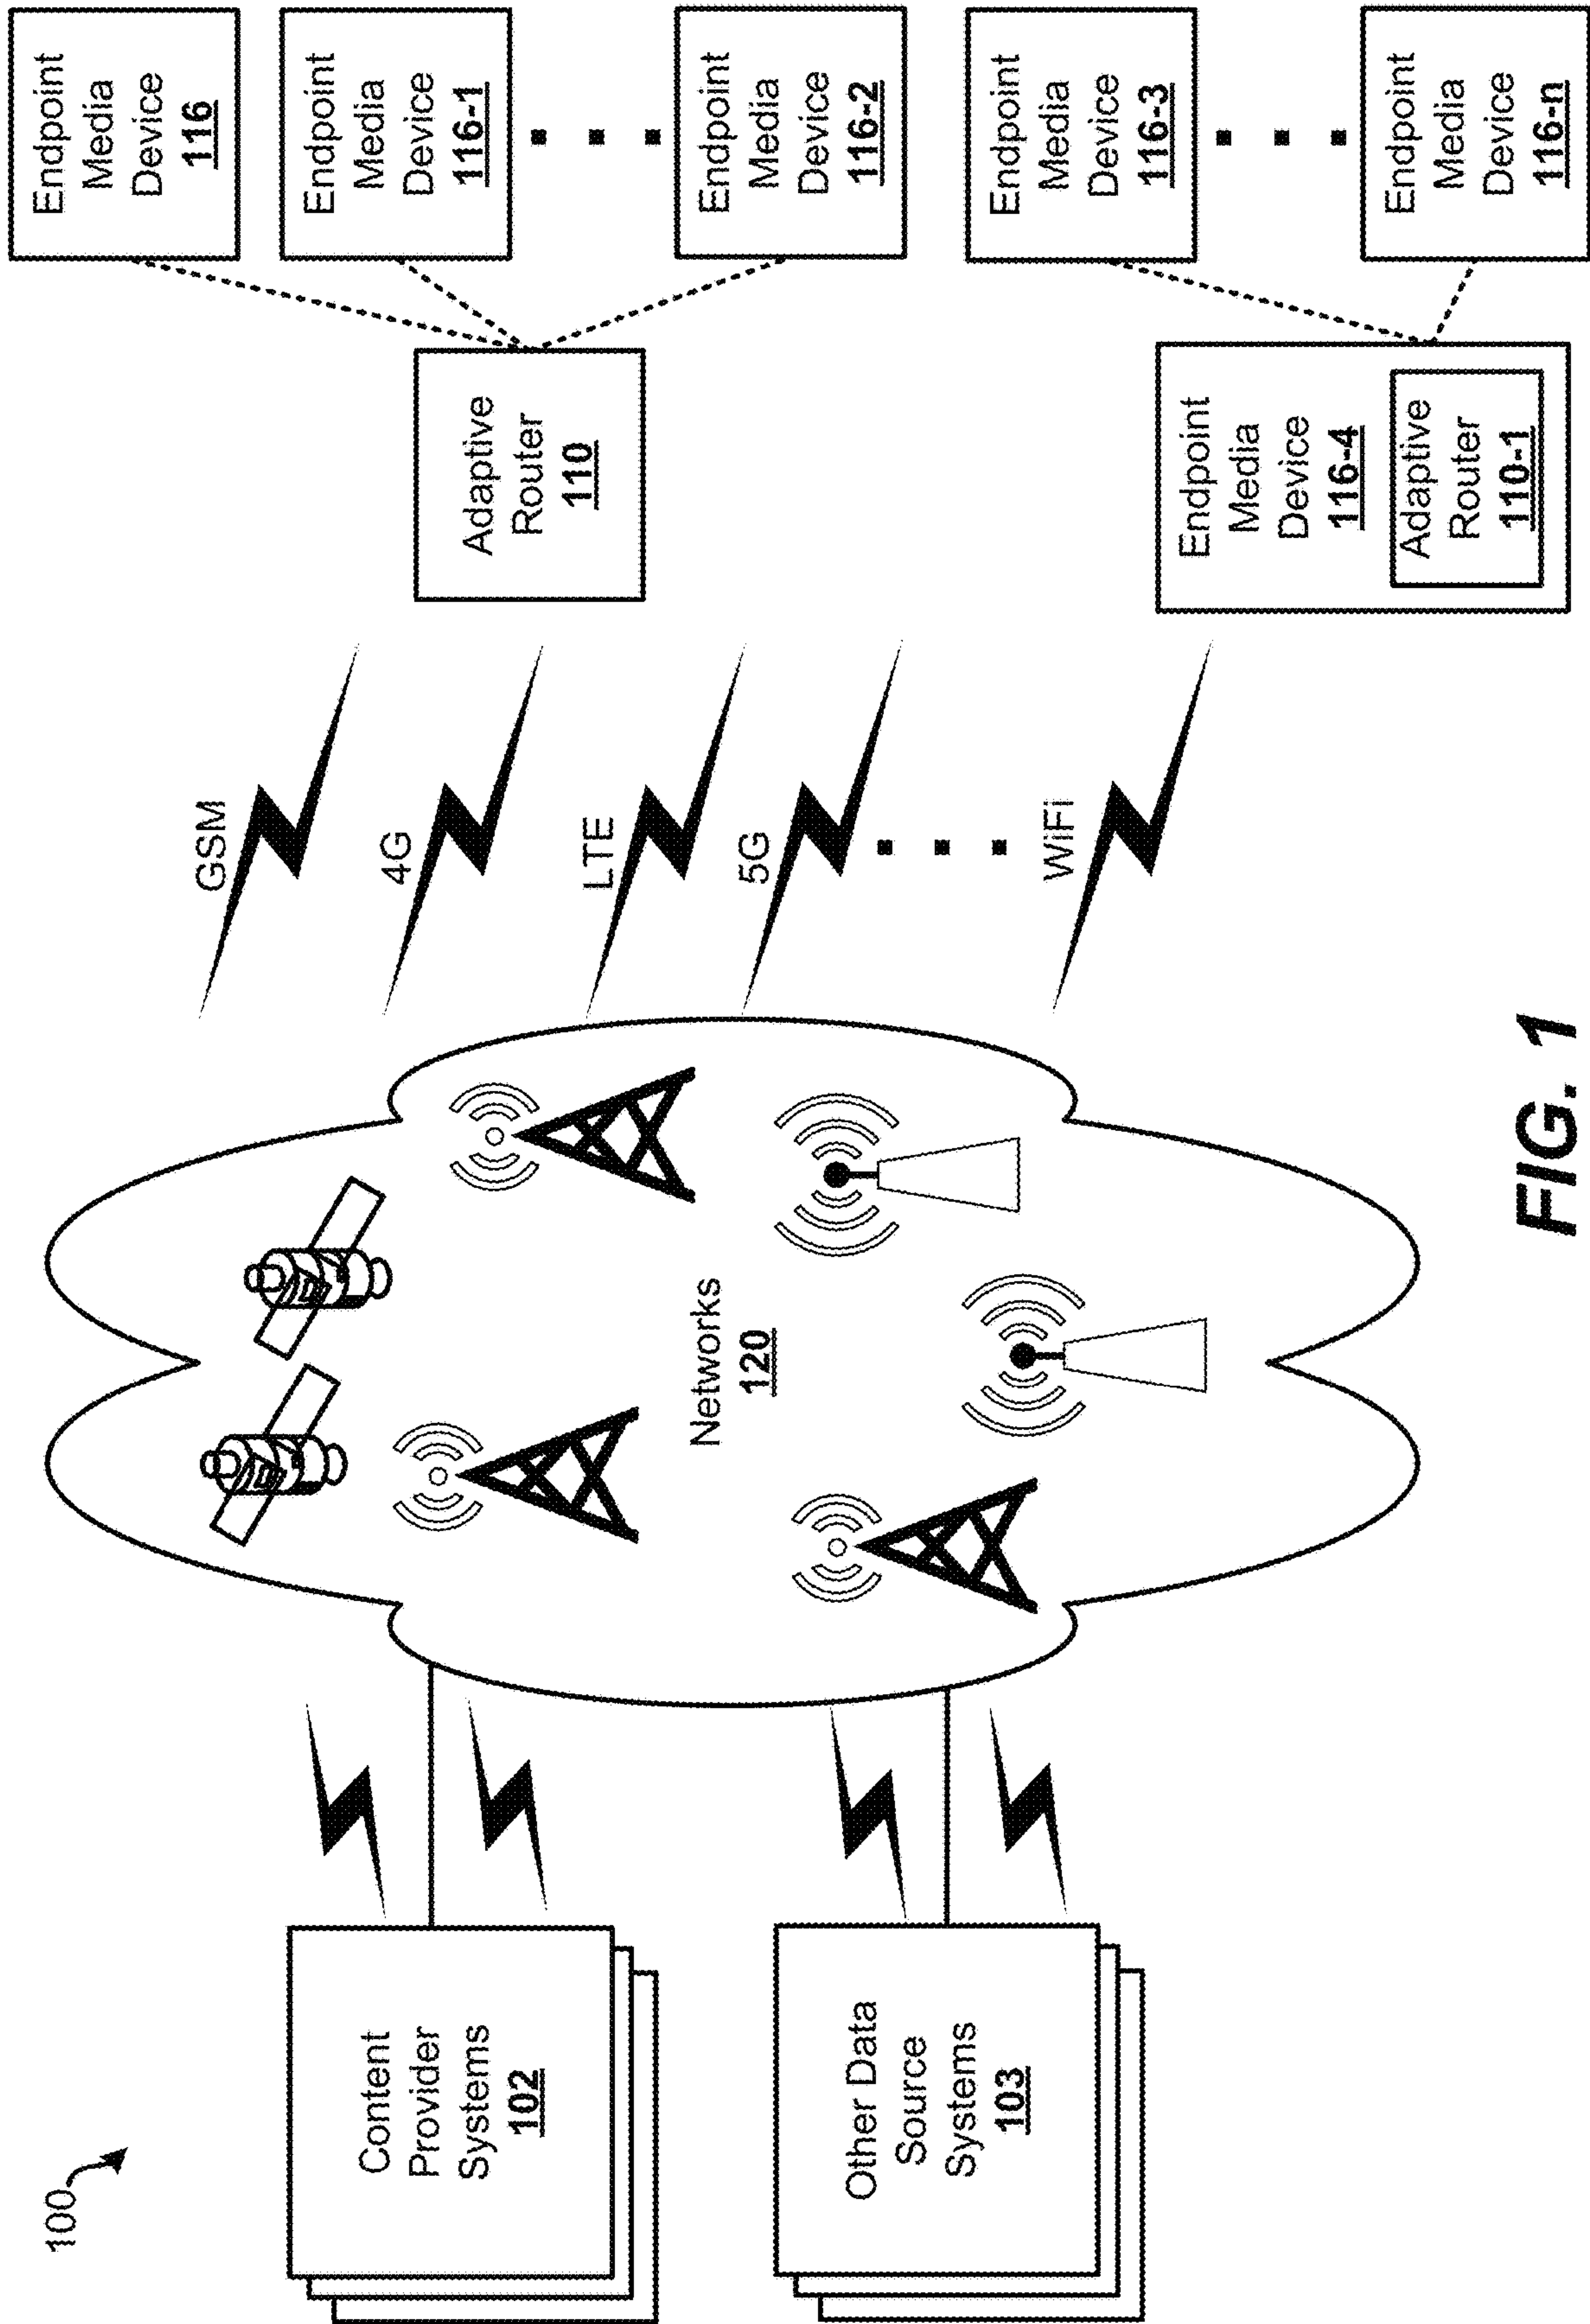 100
Content
Provider
Systems
102
Other Data
Source
Systems
103
Networks
120
GSM
4G
LTE
5G
WiFi
Adaptive
Router
110
Endpoint
Media
Device
116-4
Adaptive
Router
110-1
Endpoint
Media
Device
116
Endpoint
Media
Device
116-1
Endpoint
Media
Device
116-2
Endpoint
Media
Device
116-3
Endpoint
Media
Device
116-n
FIG. 1